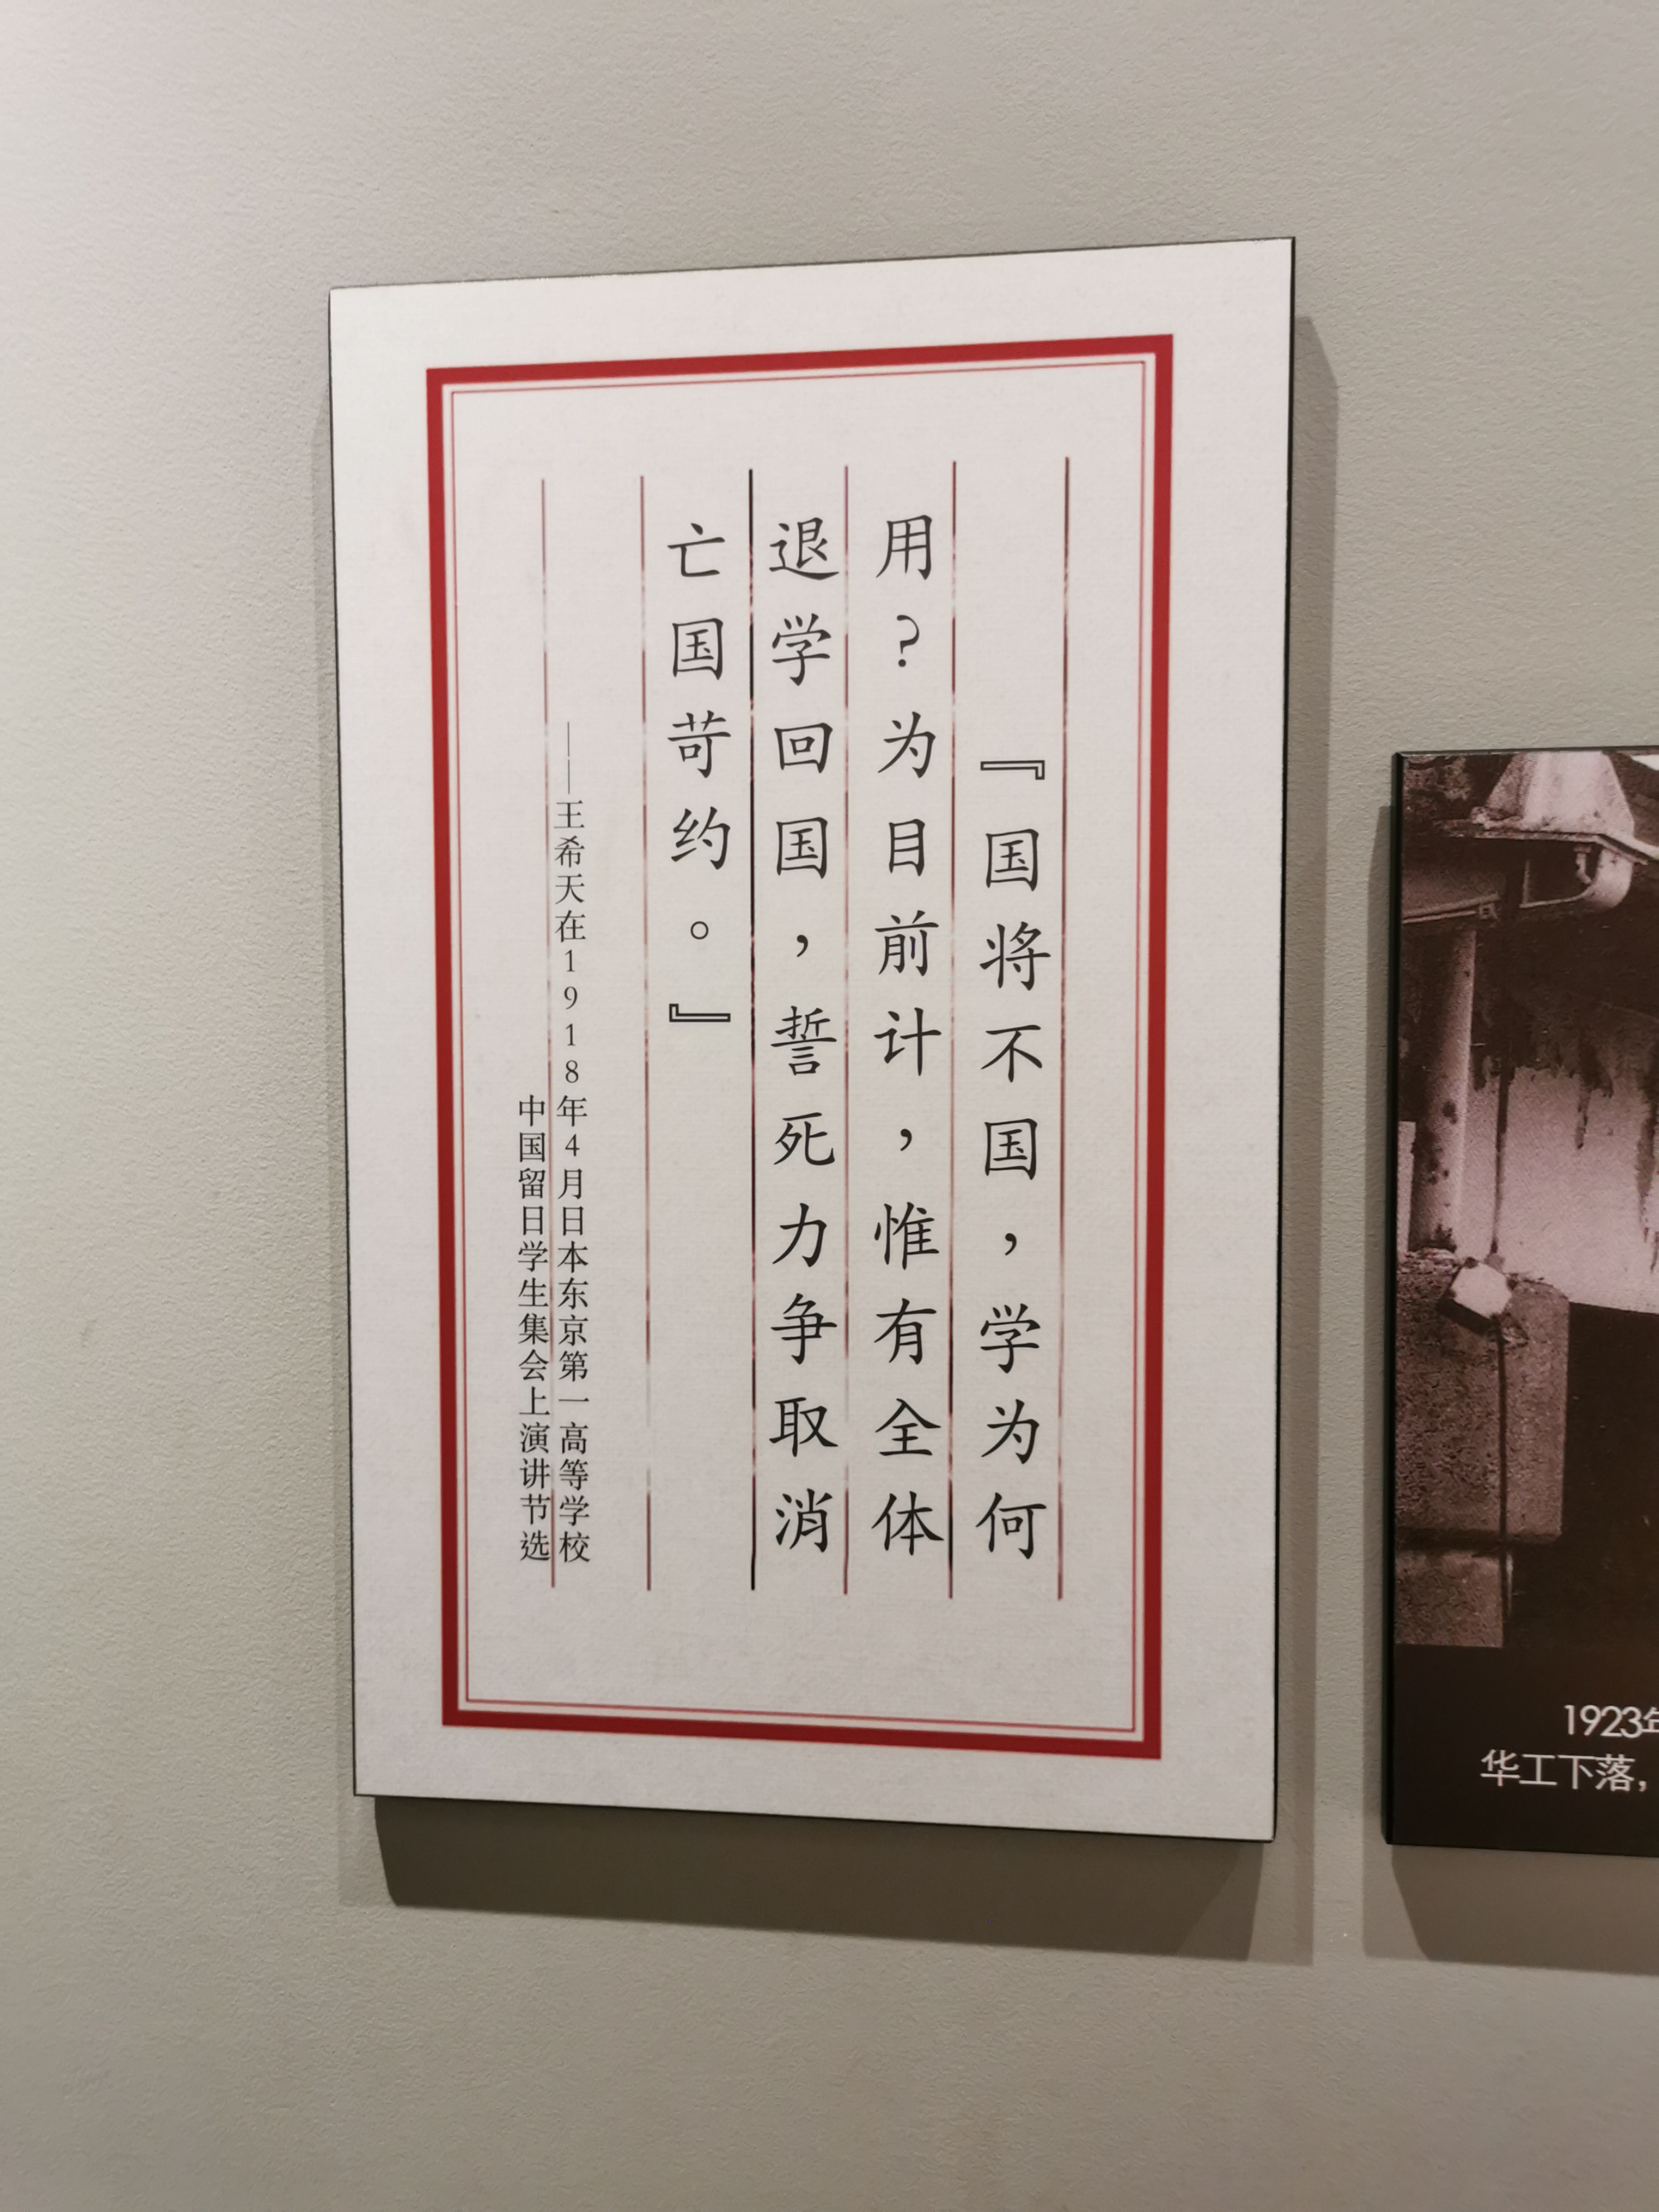 『国将不国，学为何
用？为目前计，惟有全体
退学回国，誓死力争取消
亡国苛约。』
——王希天在1918年4月日本东京第一高等学校
中国留日学生集会上演讲节选
1923年
华工下落，